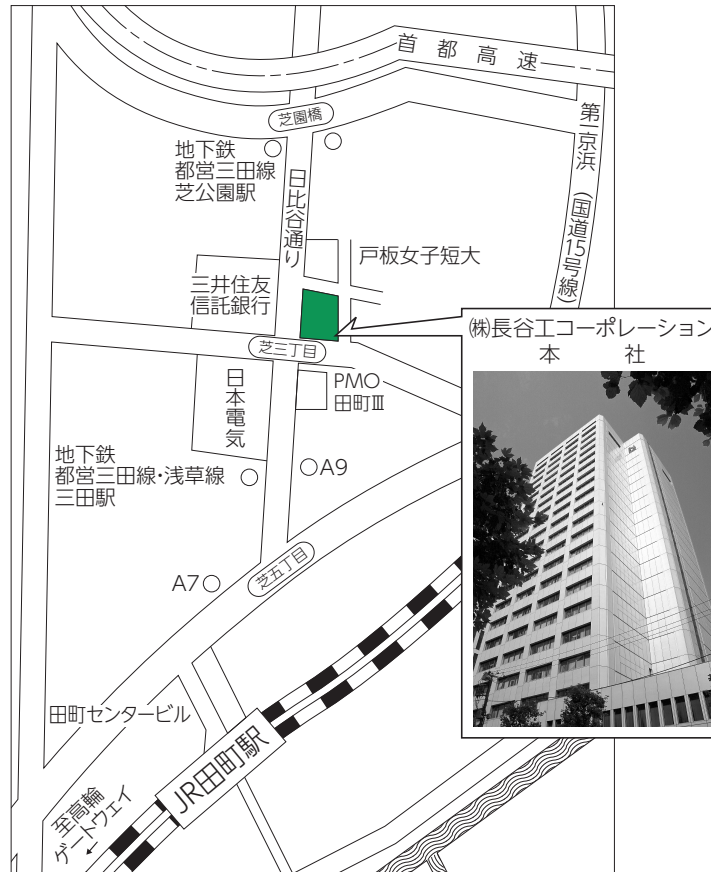 首都高速
芝園橋
第一京浜（国道15号線）
地下鉄
都営三田線
芝公園駅
日比谷通り
戸板女子短大
三井住友
信託銀行
㈱長谷工コーポレーション
本社
芝三丁目
日本電気
PMO
田町Ⅲ
地下鉄
都営三田線・浅草線
三田駅
A9
芝五丁目
A7
田町センタービル
JR田町駅
至高輪
ゲートウェイ